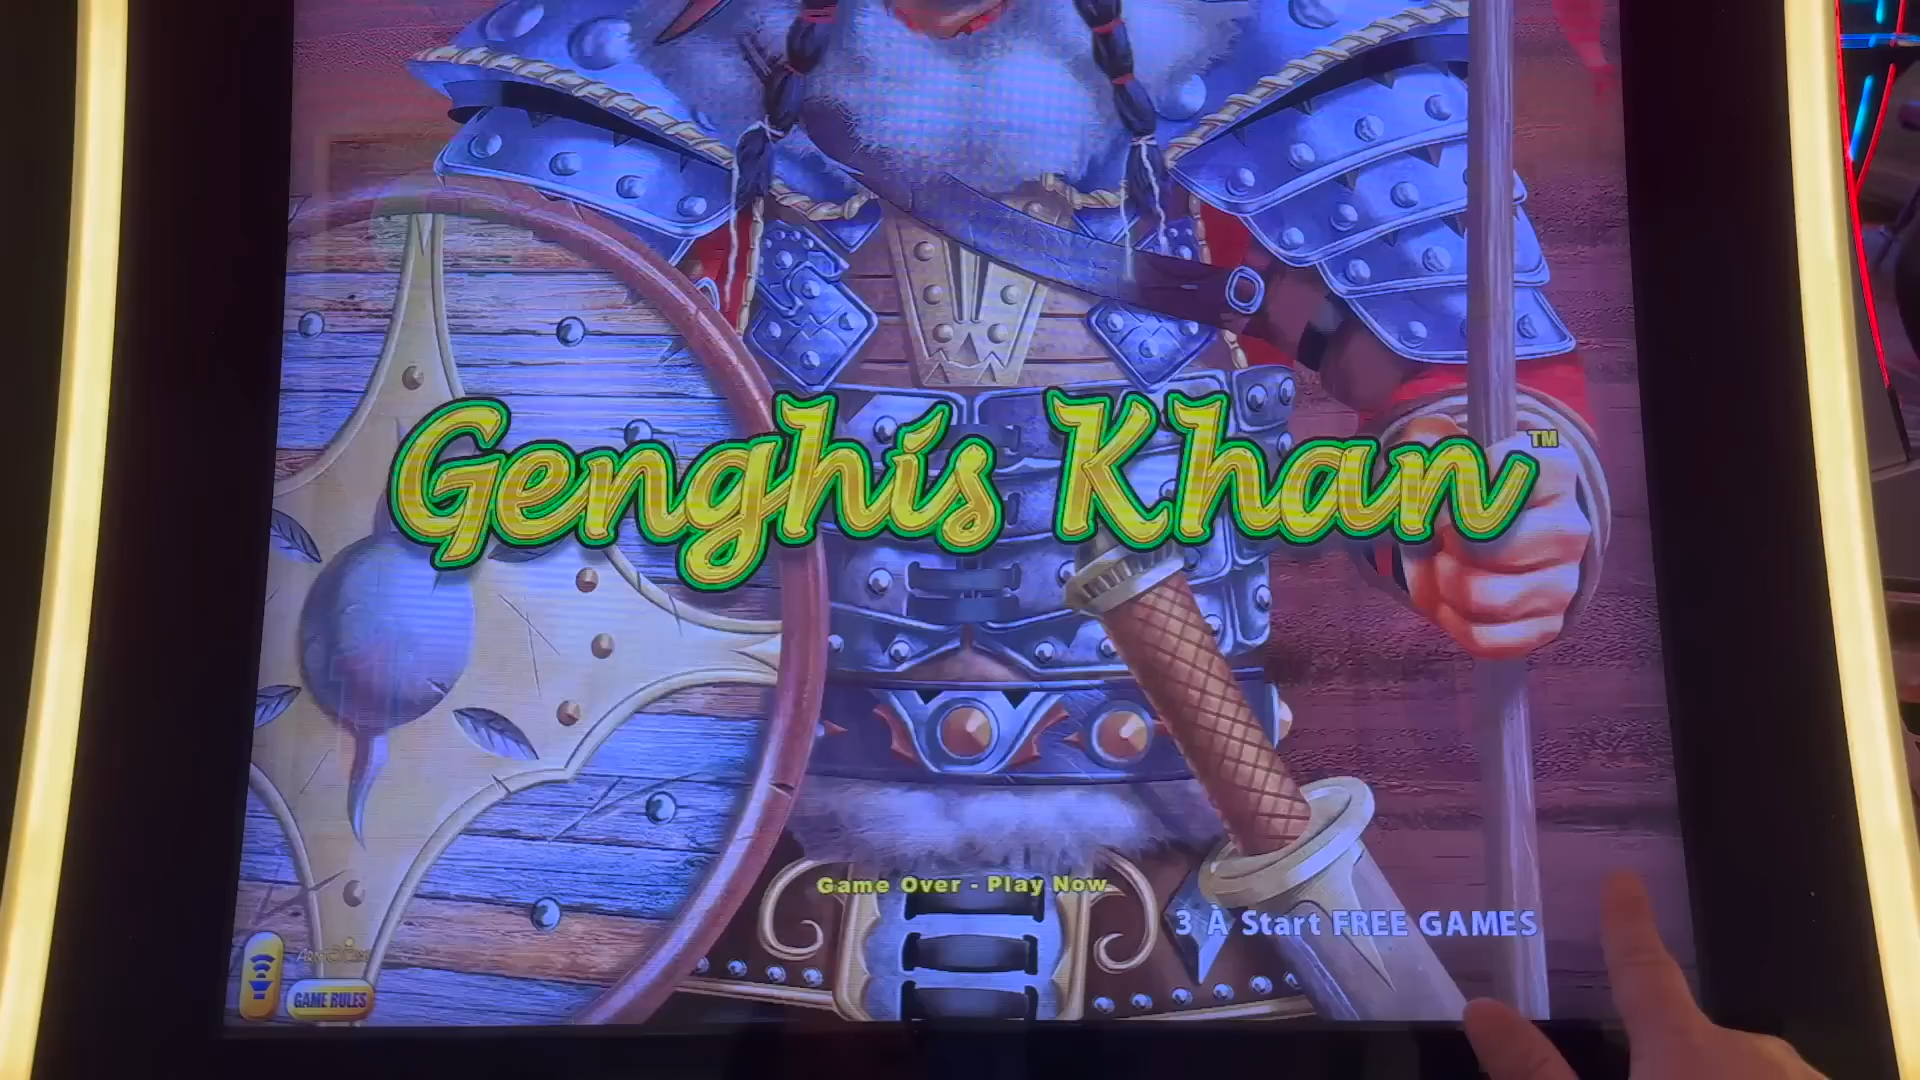 Genghis Khan™
Game Over - Play Now
3 À Start FREE GAMES
GAME RULES